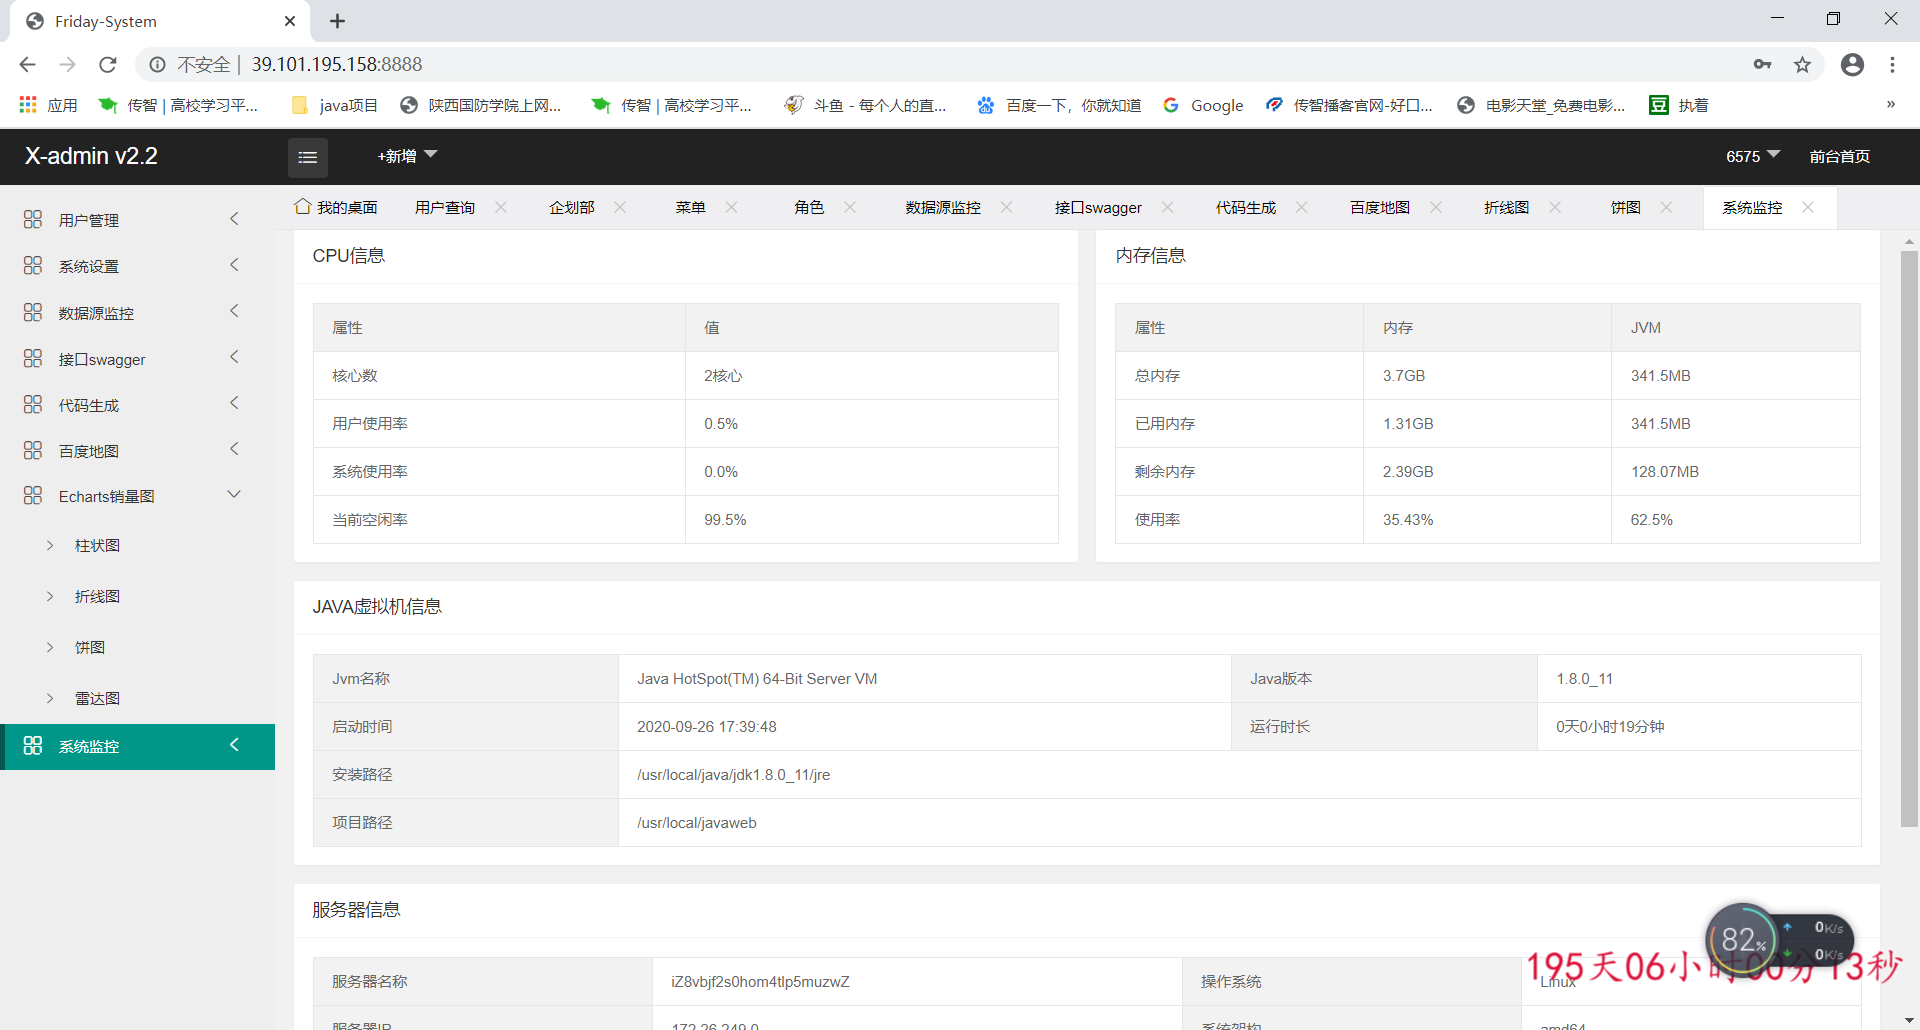 Friday-System
不安全 | 39.101.195.158:8888
应用 传智 | 高校学习平... java项目 陕西国防学院上网... 传智 | 高校学习平... 斗鱼 - 每个人的直... 百度一下，你就知道 Google 传智播客官网-好口... 电影天堂_免费电影... 豆 执着 »
X-admin v2.2 +新增 6575 前台首页
我的桌面 用户查询 企划部 菜单 角色 数据源监控 接口swagger 代码生成 百度地图 折线图 饼图 系统监控
用户管理
系统设置
数据源监控
接口swagger
代码生成
百度地图
Echarts销量图
柱状图
折线图
饼图
雷达图
系统监控
CPU信息
属性 值
核心数 2核心
用户使用率 0.5%
系统使用率 0.0%
当前空闲率 99.5%
内存信息
属性 内存 JVM
总内存 3.7GB 341.5MB
已用内存 1.31GB 341.5MB
剩余内存 2.39GB 128.07MB
使用率 35.43% 62.5%
JAVA虚拟机信息
Jvm名称 Java HotSpot(TM) 64-Bit Server VM Java版本 1.8.0_11
启动时间 2020-09-26 17:39:48 运行时长 0天0小时19分钟
安装路径 /usr/local/java/jdk1.8.0_11/jre
项目路径 /usr/local/javaweb
服务器信息
服务器名称 iZ8vbjf2s0hom4tlp5muzwZ 操作系统 Linux
服务器IP 172.26.249.0 系统架构 amd64
82% 0K/s
0K/s
195天06小时00分13秒